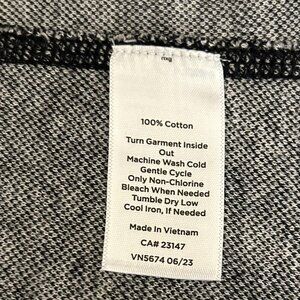 100% Cotton
Turn Garment Inside
Out
Machine Wash Cold
Gentle Cycle
Only Non-Chlorine
Bleach When Needed
Tumble Dry Low
Cool Iron, If Needed
Made In Vietnam
CA# 23147
VN5674 06/23